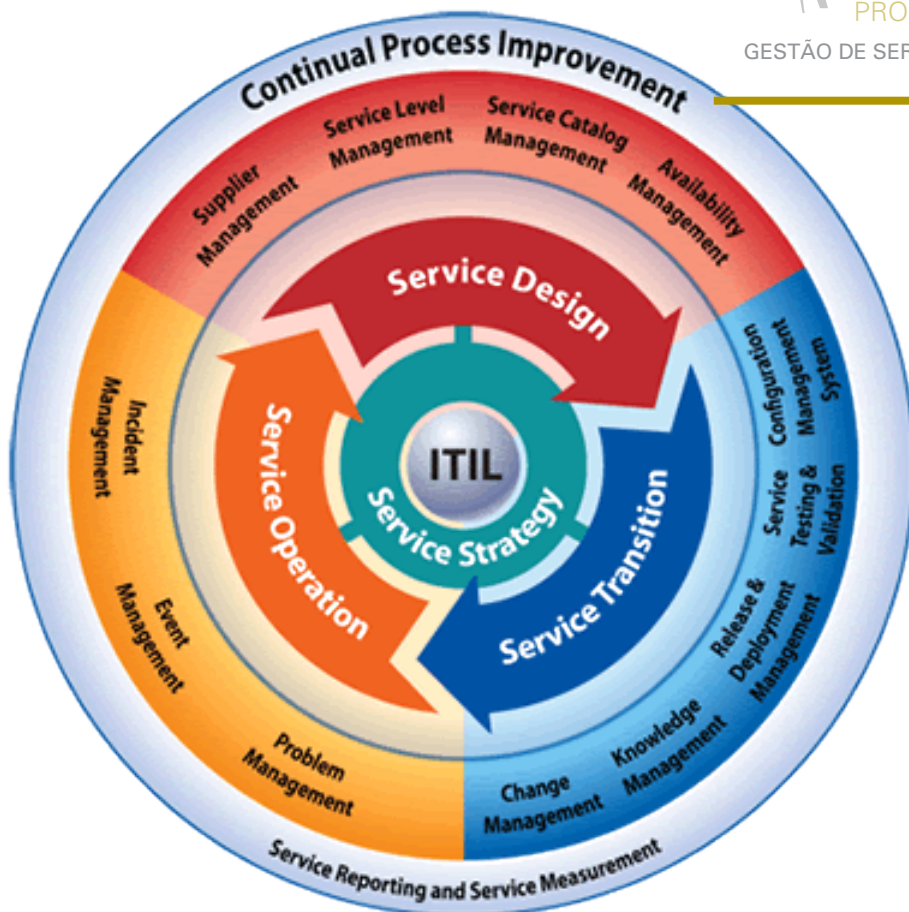 PRO
GESTÃO DE SER
Continual Process Improvement
Supplier
Management
Service Level
Management
Service Catalog
Management
Availability
Management
Service Design
Configuration
Management
System
Service
Testing &
Validation
Release &
Deployment
Management
Knowledge
Management
Change
Management
Service Transition
Incident
Management
Event
Management
Problem
Management
Service Operation
ITIL
Service Strategy
Service Reporting and Service Measurement